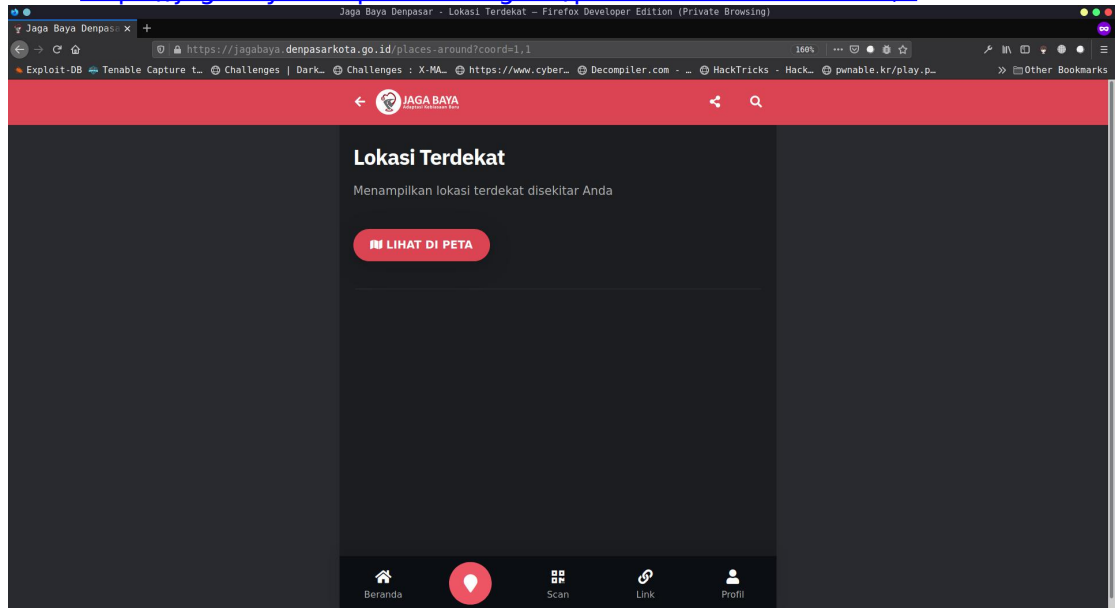 Jaga Baya Denpasar - Lokasi Terdekat — Firefox Developer Edition (Private Browsing)
Jaga Baya Denpasa
https://jagabaya.denpasarkota.go.id/places-around?coord=1,1
160%
Exploit-DB Tenable Capture t… Challenges | Dark… Challenges : X-MA… https://www.cyber… Decompiler.com - … HackTricks - Hack… pwnable.kr/play.p… Other Bookmarks
JAGA BAYA
Adaptasi Kebiasaan Baru
Lokasi Terdekat
Menampilkan lokasi terdekat disekitar Anda
LIHAT DI PETA
Beranda Scan Link Profil